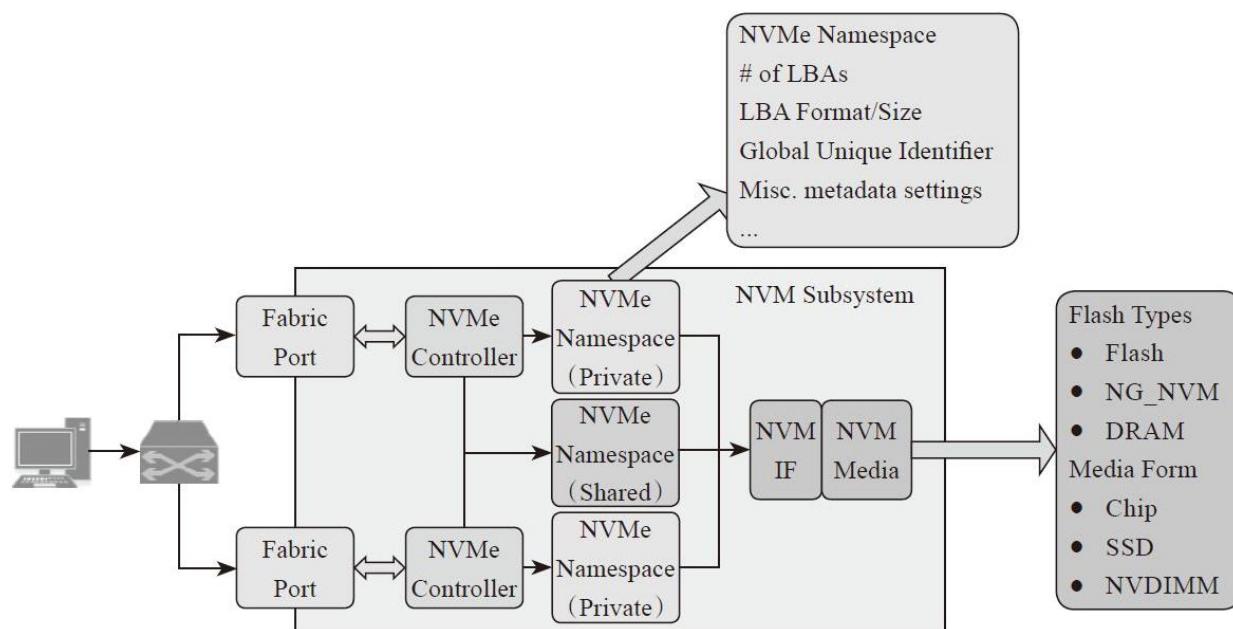 NVMe Namespace
# of LBAs
LBA Format/Size
Global Unique Identifier
Misc. metadata settings
...
NVM Subsystem
Fabric
Port
NVMe
Controller
NVMe
Namespace
（Private）
NVMe
Namespace
（Shared）
NVM
IF
NVM
Media
Fabric
Port
NVMe
Controller
NVMe
Namespace
（Private）
Flash Types
● Flash
● NG_NVM
● DRAM
Media Form
● Chip
● SSD
● NVDIMM